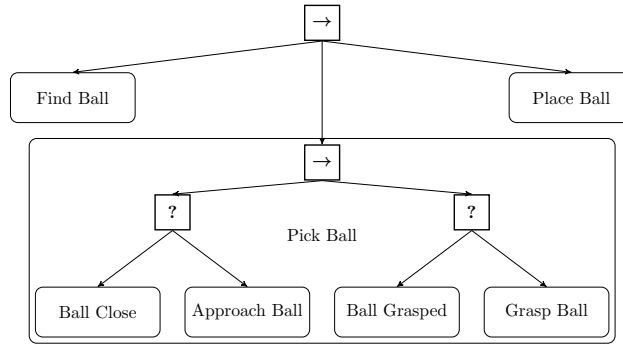 →
Find Ball
Place Ball
→
? ?
Pick Ball
Ball Close
Approach Ball
Ball Grasped
Grasp Ball